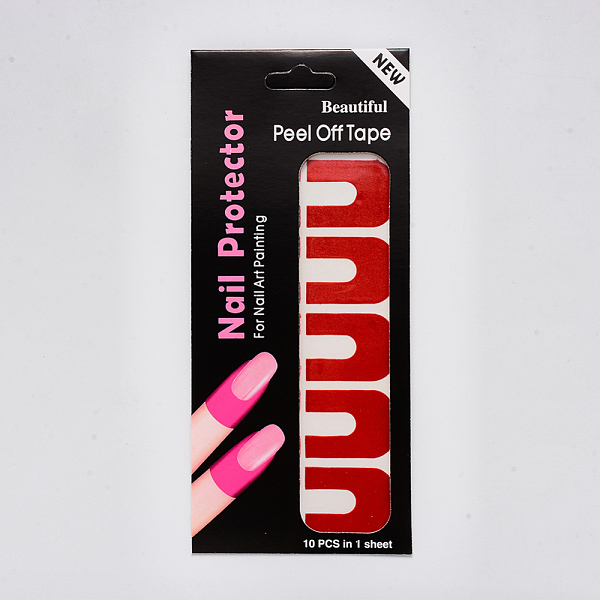 NEW
Beautiful
Peel Off Tape
Nail Protector
For Nail Art Painting
10 PCS in 1 sheet